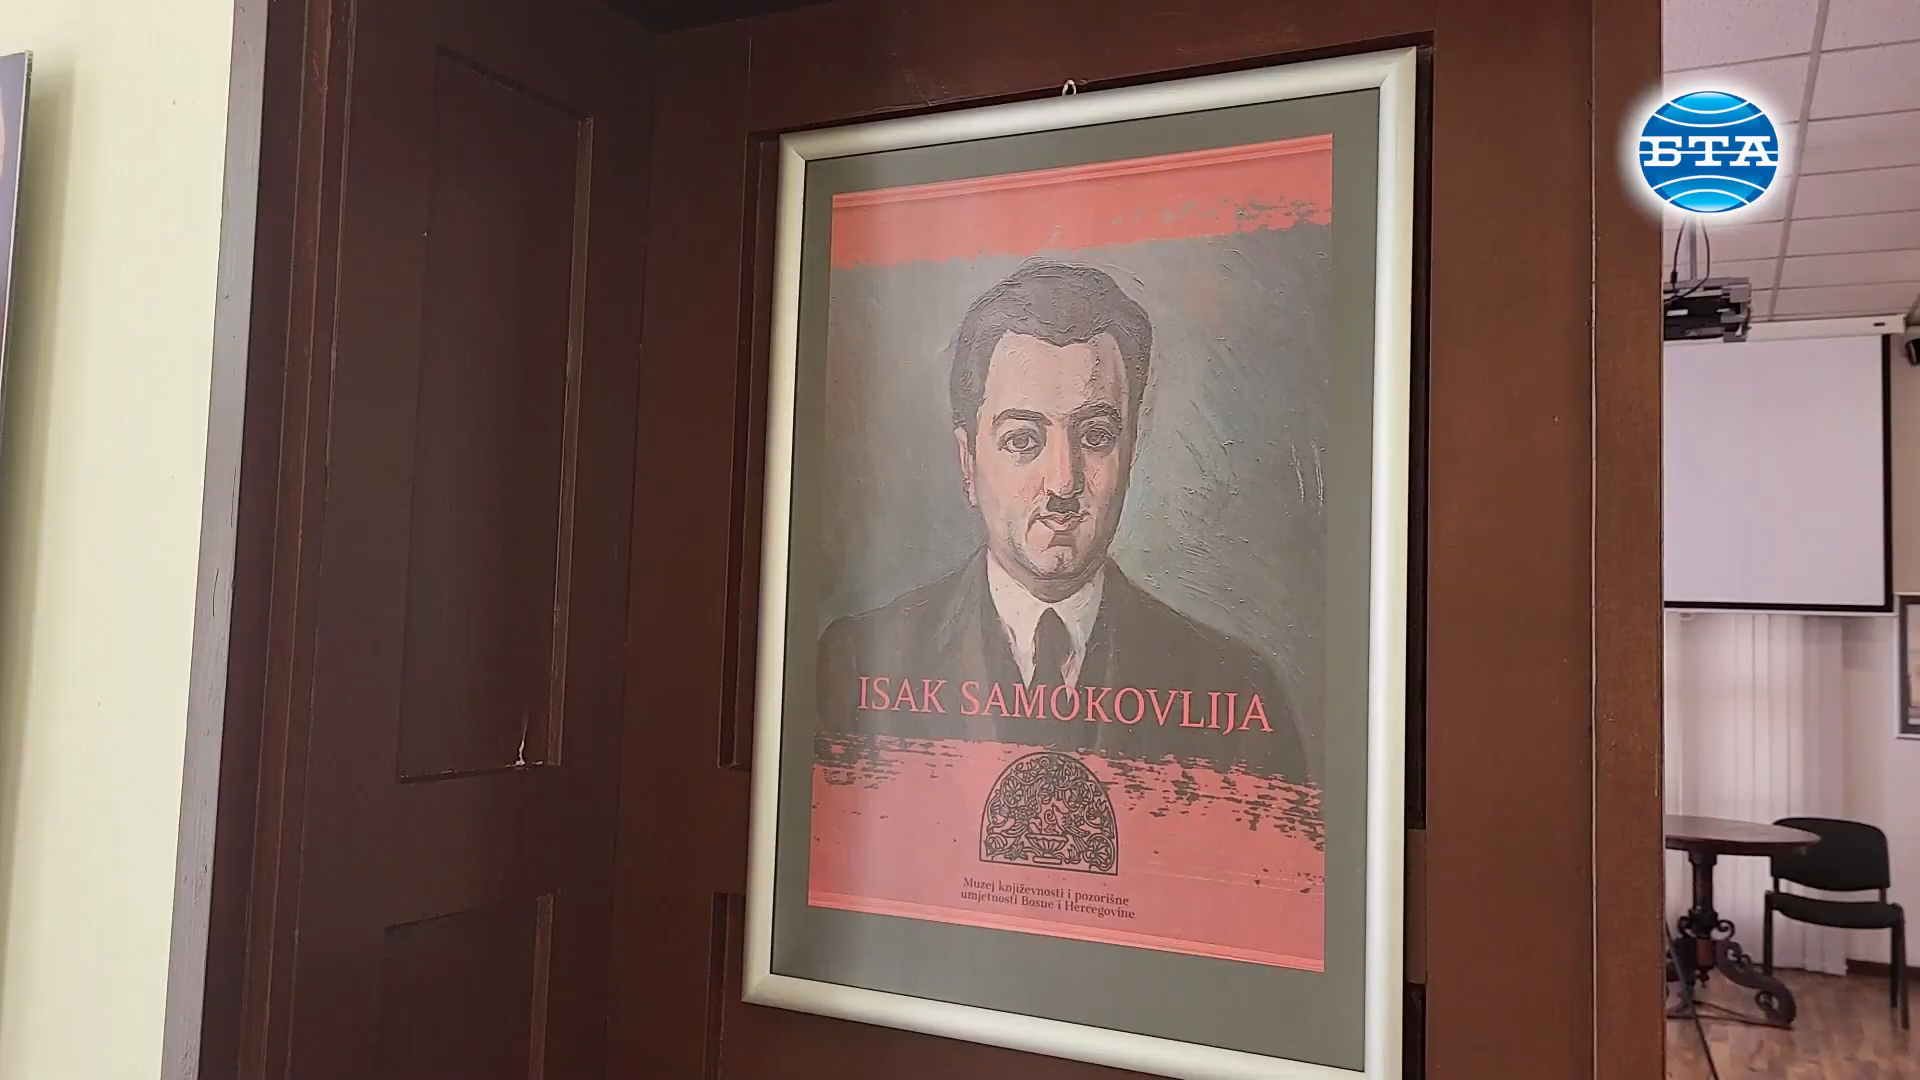 БТА
ISAK SAMOKOVLIJA
Muzej književnosti i pozorišne
umjetnosti Bosne i Hercegovine